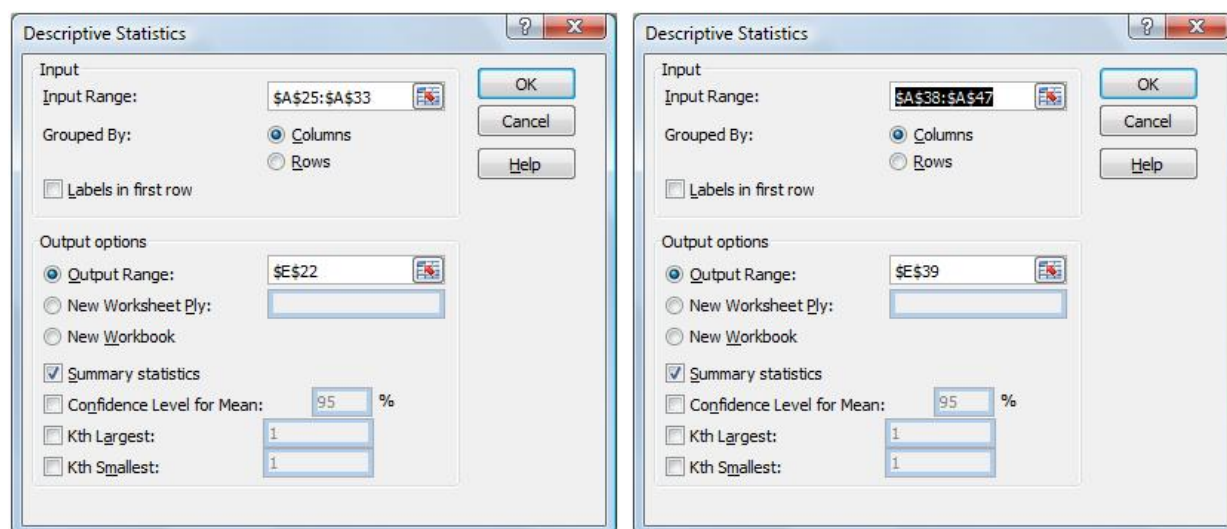 Descriptive Statistics
?
X
Input
Input Range:
$A$25:$A$33
OK
Cancel
Help
Grouped By:
Columns
Rows
Labels in first row
Output options
Output Range:
$E$22
New Worksheet Ply:
New Workbook
Summary statistics
Confidence Level for Mean:
95
%
Kth Largest:
1
Kth Smallest:
1
Descriptive Statistics
?
X
Input
Input Range:
$A$38:$A$47
OK
Cancel
Help
Grouped By:
Columns
Rows
Labels in first row
Output options
Output Range:
$E$39
New Worksheet Ply:
New Workbook
Summary statistics
Confidence Level for Mean:
95
%
Kth Largest:
1
Kth Smallest:
1